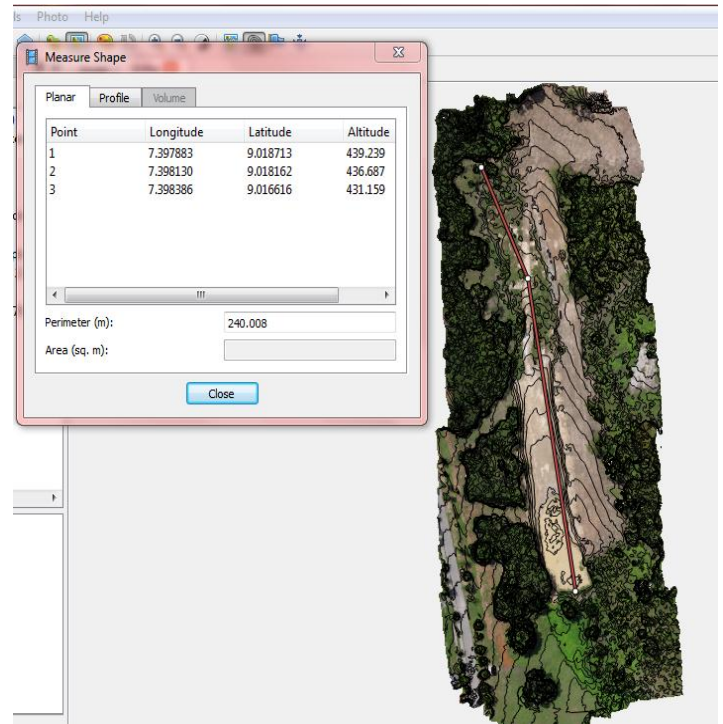 Photo Help
Measure Shape
Planar Profile Volume
Point Longitude Latitude Altitude
1 7.397883 9.018713 439.239
2 7.398130 9.018162 436.687
3 7.398386 9.016616 431.159
Perimeter (m): 240.008
Area (sq. m):
Close